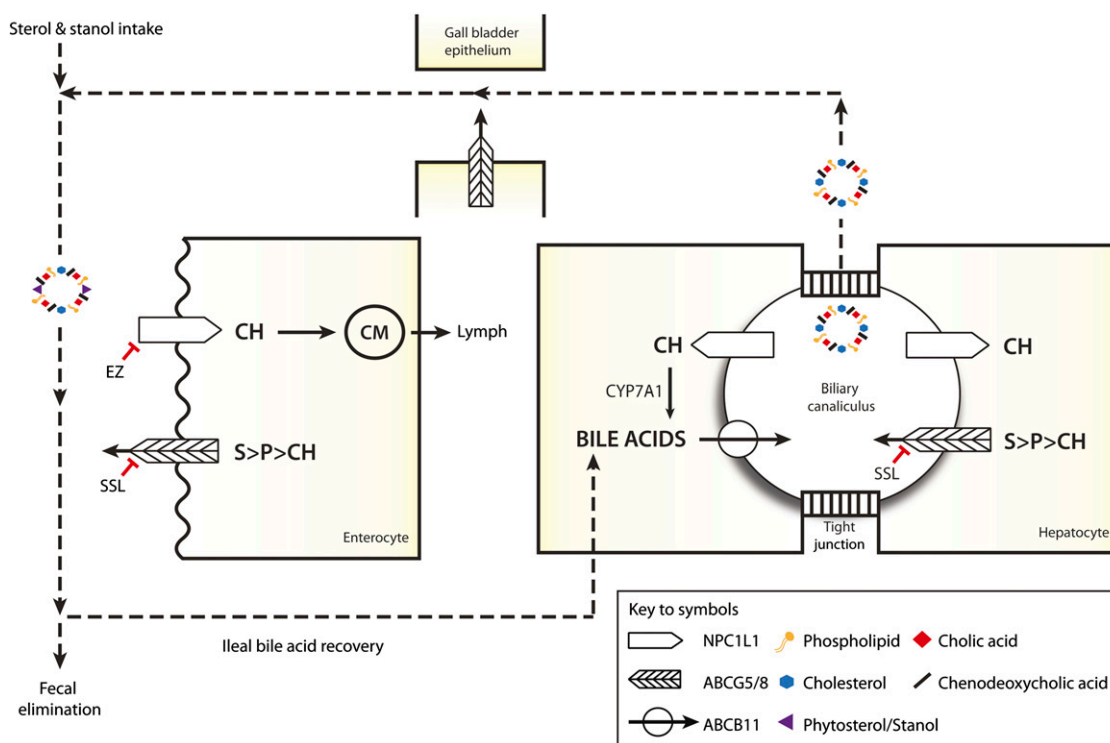 Sterol & stanol intake
Gall bladder
epithelium
EZ
CH
CM
Lymph
SSL
S>P>CH
Enterocyte
CH
CYP7A1
BILE ACIDS
Biliary
canaliculus
CH
SSL
S>P>CH
Tight
junction
Hepatocyte
Ileal bile acid recovery
Fecal
elimination
Key to symbols
NPC1L1
Phospholipid
Cholic acid
ABCG5/8
Cholesterol
Chenodeoxycholic acid
ABCB11
Phytosterol/Stanol